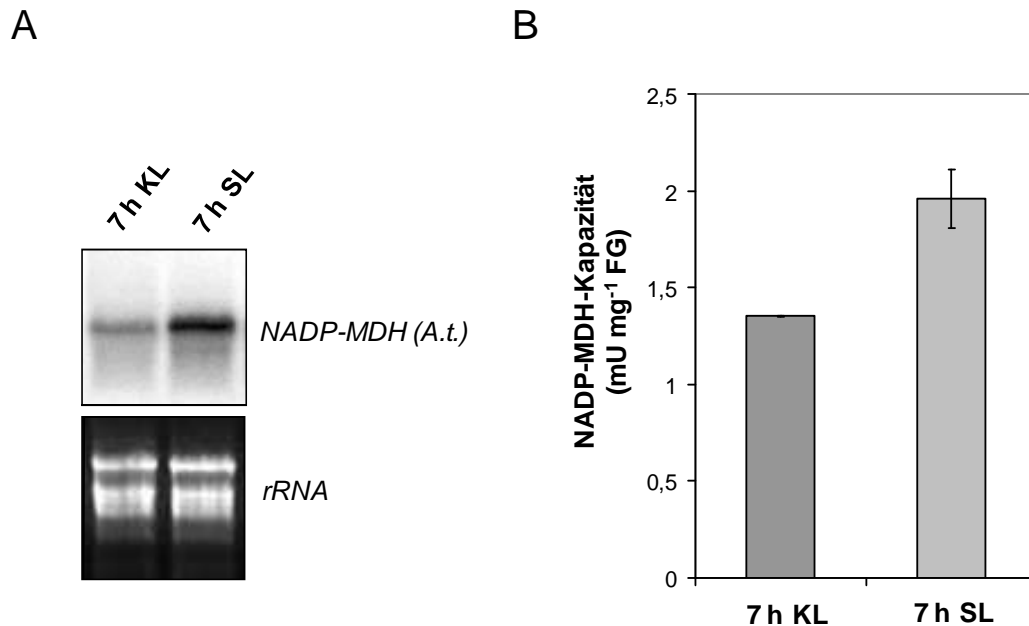 A
7 h KL
7 h SL
NADP-MDH (A.t.)
rRNA
B
NADP-MDH-Kapazität
(mU mg⁻¹ FG)
2,5
2
1,5
1
0,5
0
7 h KL
7 h SL